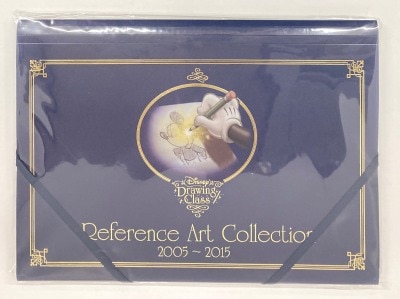 Disney's
Drawing
Class
Reference Art Collection
2005 ~ 2015